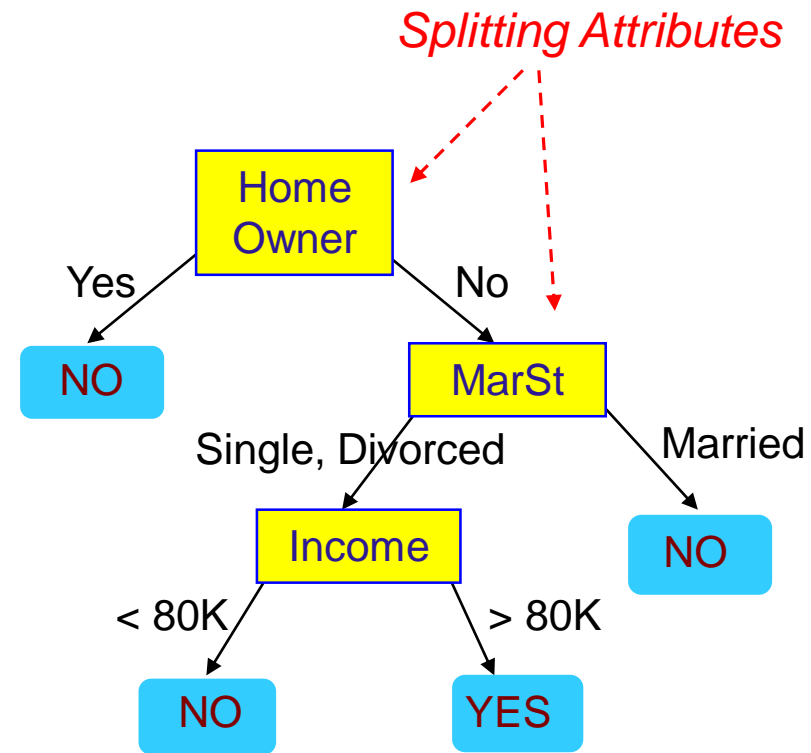 Splitting Attributes
Home
Owner
Yes
No
NO
MarSt
Single, Divorced
Married
Income
NO
< 80K
> 80K
NO
YES